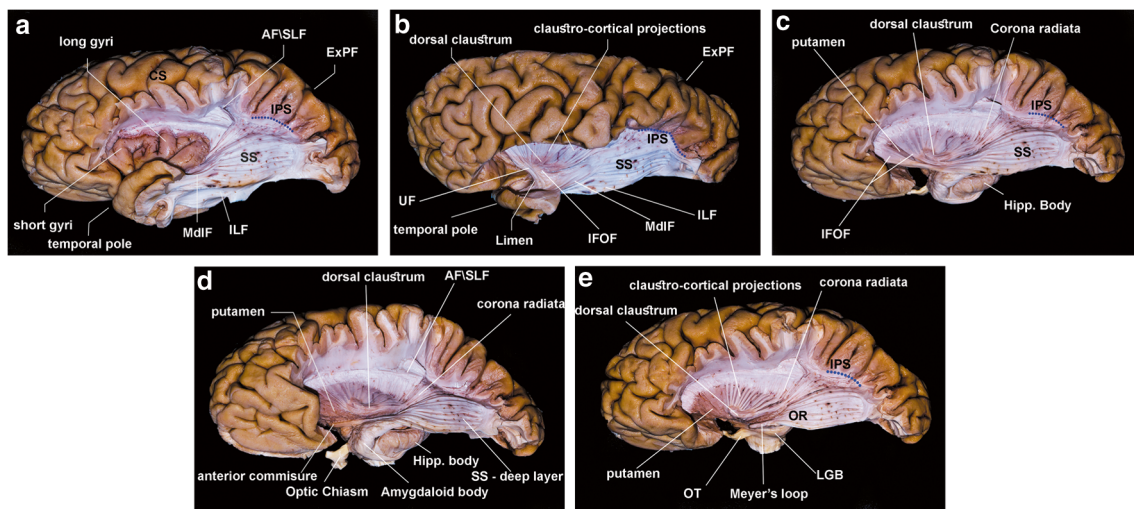 a
long gyri
AF\SLF
ExPF
CS
IPS
SS
short gyri
temporal pole
MdlF
ILF
b
dorsal claustrum
claustro-cortical projections
ExPF
IPS
SS
UF
temporal pole
Limen
IFOF
MdlF
ILF
c
putamen
dorsal claustrum
Corona radiata
IPS
SS
Hipp. Body
IFOF
d
dorsal claustrum
AF\SLF
putamen
corona radiata
anterior commisure
Optic Chiasm
Amygdaloid body
Hipp. body
SS - deep layer
e
claustro-cortical projections
corona radiata
dorsal claustrum
IPS
OR
putamen
OT
Meyer's loop
LGB